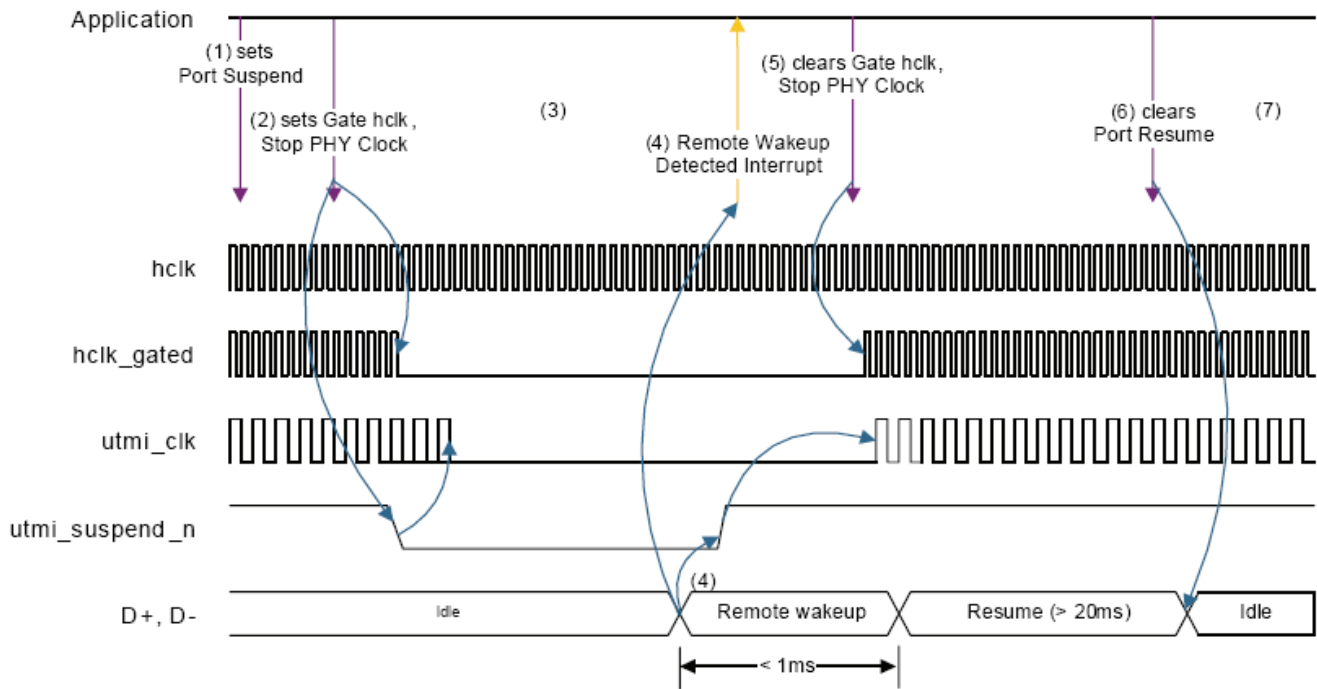 Application
(1) sets
Port Suspend
(2) sets Gate hclk,
Stop PHY Clock
(3)
(4) Remote Wakeup
Detected Interrupt
(5) clears Gate hclk,
Stop PHY Clock
(6) clears
Port Resume
(7)
hclk
hclk_gated
utmi_clk
utmi_suspend_n
(4)
D+, D-
Idle
Remote wakeup
Resume (> 20ms)
Idle
< 1ms